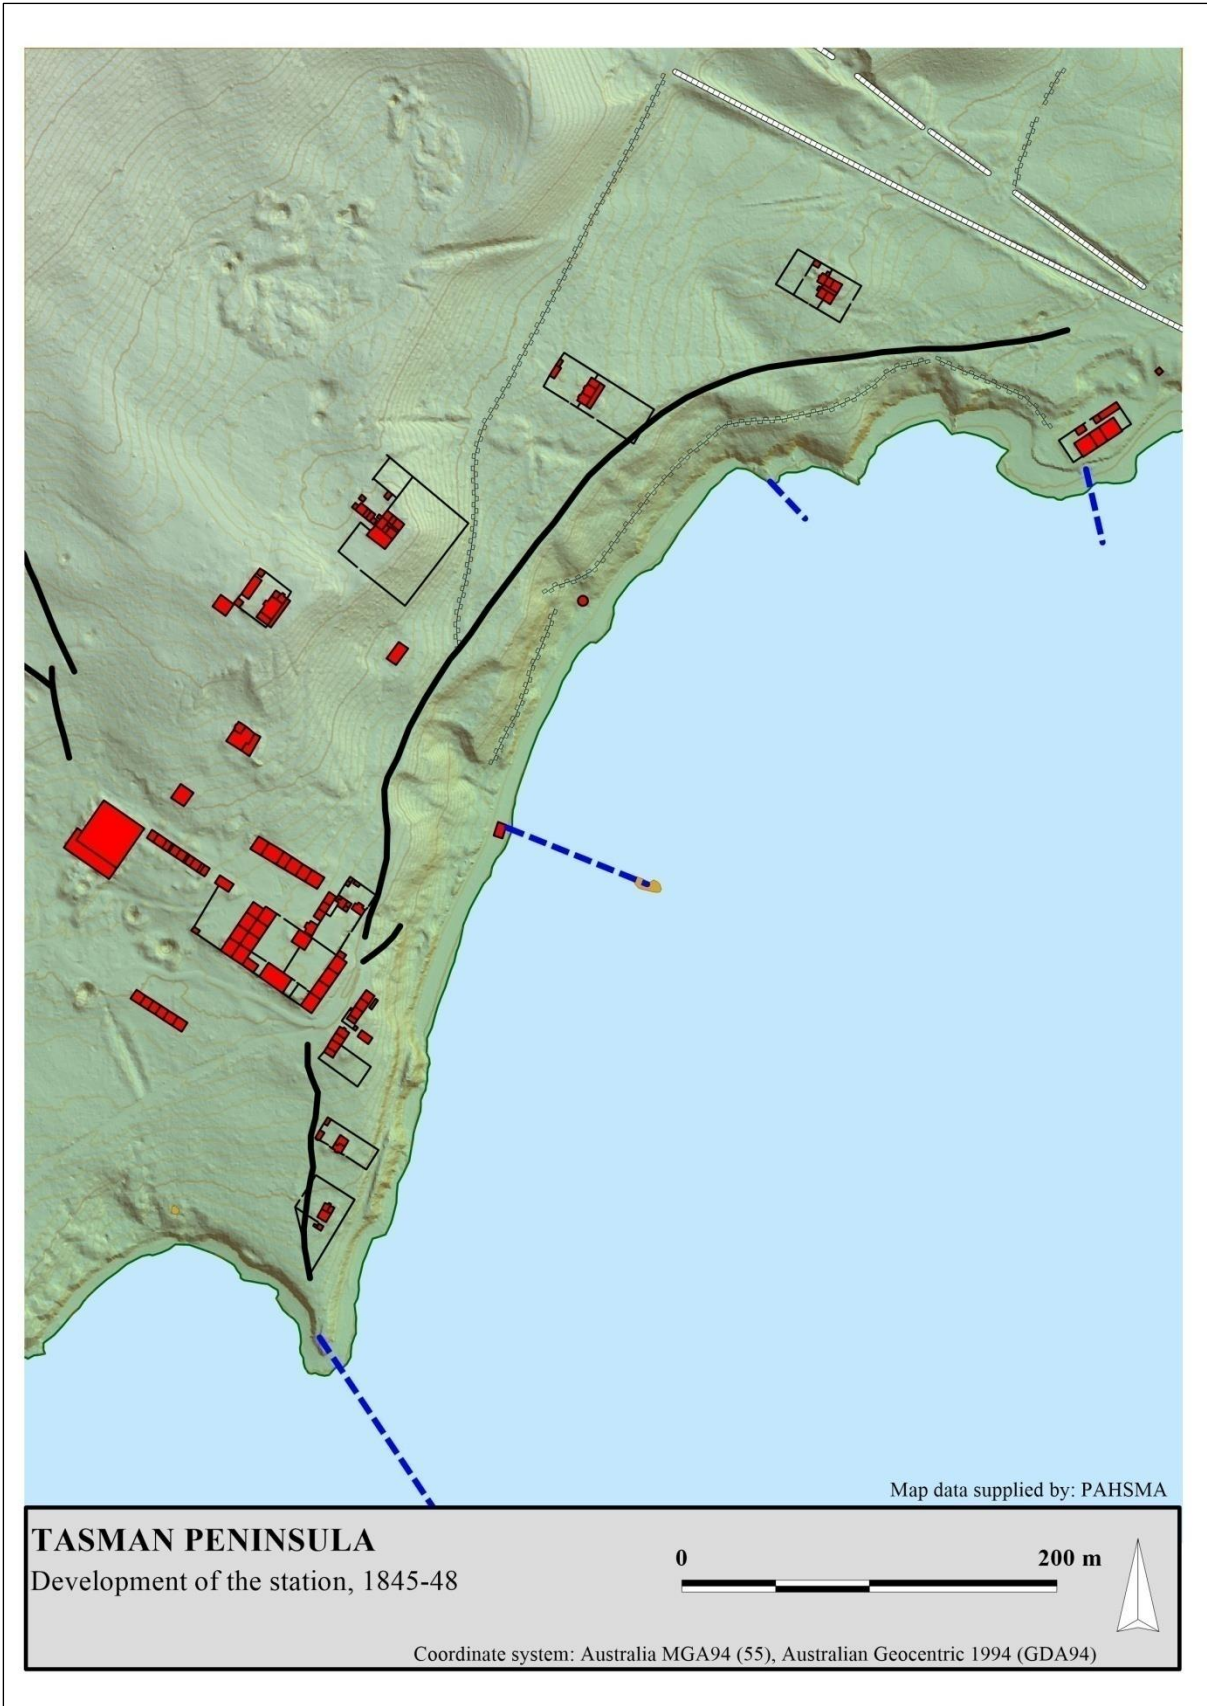 Map data supplied by: PAHSMA
TASMAN PENINSULA
Development of the station, 1845-48
0 200 m
Coordinate system: Australia MGA94 (55), Australian Geocentric 1994 (GDA94)